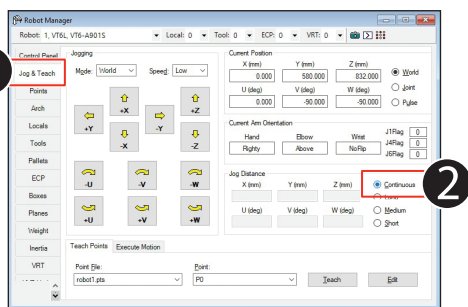 Robot Manager
Robot: 1, VT6L, VT6-A901S Local: 0 Tool: 0 ECP: 0 VRT: 0
Control Panel
Jog & Teach
Points
Arch
Locals
Tools
Pallets
ECP
Boxes
Planes
Weight
Inertia
VRT
Jogging
Mode: World Speed: Low
+X +Z
+Y -Y
-X -Z
-U -V -W
+U +V +W
Current Position
X (mm) Y (mm) Z (mm)
0.000 580.000 832.000
World
U (deg) V (deg) W (deg)
Joint
0.000 -90.000 -90.000
Pulse
Current Arm Orientation
Hand Elbow Wrist
Righty Above NoFlip
J1Flag 0
J4Flag 0
J6Flag 0
Jog Distance
X (mm) Y (mm) Z (mm)
Continuous
2
U (deg) V (deg) W (deg)
Medium
Short
Teach Points Execute Motion
Point File: Point:
robot1.pts P0
Teach Edit